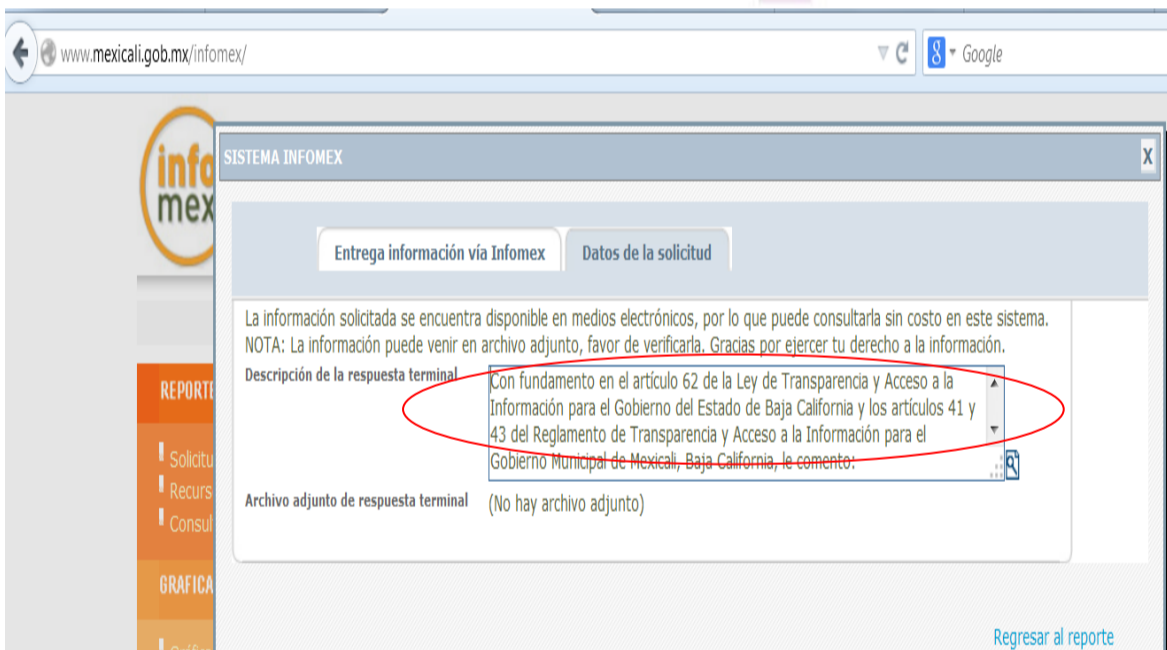 www.mexicali.gob.mx/infomex/
Google
info
mex
SISTEMA INFOMEX
X
Entrega información vía Infomex
Datos de la solicitud
La información solicitada se encuentra disponible en medios electrónicos, por lo que puede consultarla sin costo en este sistema.
NOTA: La información puede venir en archivo adjunto, favor de verificarla. Gracias por ejercer tu derecho a la información.
Descripción de la respuesta terminal
Con fundamento en el artículo 62 de la Ley de Transparencia y Acceso a la
Información para el Gobierno del Estado de Baja California y los artículos 41 y
43 del Reglamento de Transparencia y Acceso a la Información para el
Gobierno Municipal de Mexicali, Baja California, le comento:
Archivo adjunto de respuesta terminal
(No hay archivo adjunto)
REPORTE
Solicitu
Recurs
Consul
GRAFICA
Regresar al reporte